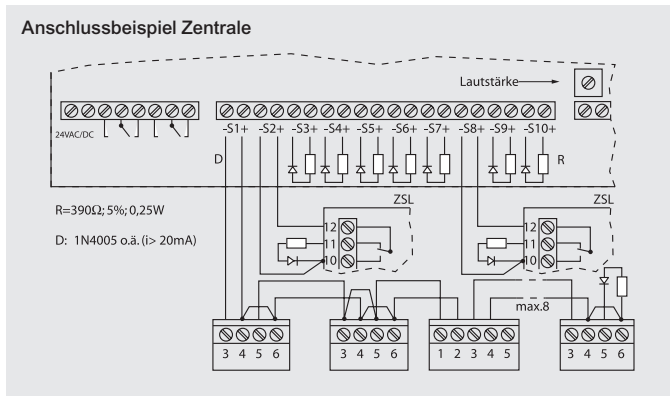 Anschlussbeispiel Zentrale
Lautstärke
24VAC/DC
-S1+ -S2+ -S3+ -S4+ -S5+ -S6+ -S7+ -S8+ -S9+ -S10+
D
R
R=390Ω; 5%; 0,25W
D: 1N4005 o.ä. (i> 20mA)
ZSL
12
11
10
ZSL
12
11
10
max.8
3 4 5 6
3 4 5 6
1 2 3 4 5
3 4 5 6